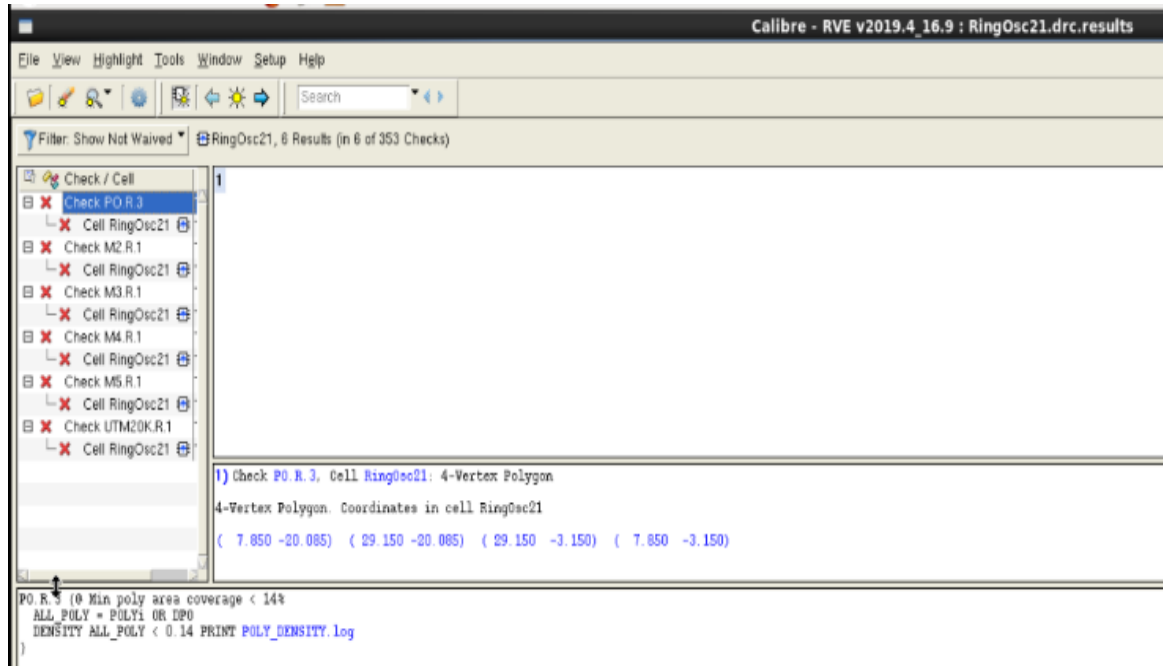 Calibre - RVE v2019.4_16.9 : RingOsc21.drc.results
File View Highlight Tools Window Setup Help
Search
Filter: Show Not Waived RingOsc21, 6 Results (in 6 of 353 Checks)
Check / Cell
1
Check PO.R.3
Cell RingOsc21
Check M2.R.1
Cell RingOsc21
Check M3.R.1
Cell RingOsc21
Check M4.R.1
Cell RingOsc21
Check M5.R.1
Cell RingOsc21
Check UTM20K.R.1
Cell RingOsc21
1) Check PO.R.3, Cell RingOsc21: 4-Vertex Polygon
4-Vertex Polygon. Coordinates in cell RingOsc21
( 7.850 -20.085) ( 29.150 -20.085) ( 29.150 -3.150) ( 7.850 -3.150)
PO.R.3 {@ Min poly area coverage < 14%
ALL_POLY = POLYi OR DPO
DENSITY ALL_POLY < 0.14 PRINT POLY_DENSITY.log
}